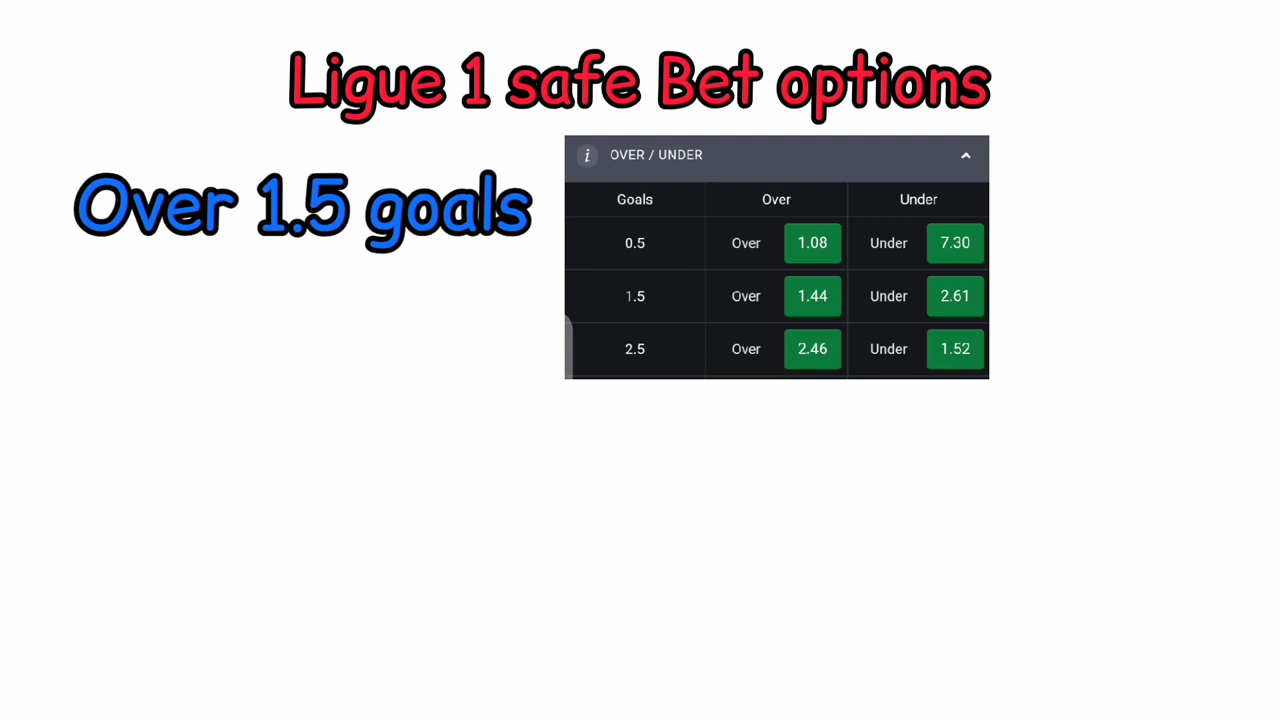 Ligue 1 safe Bet options
Over 1.5 goals
i OVER / UNDER
Goals Over Under
0.5 Over 1.08 Under 7.30
1.5 Over 1.44 Under 2.61
2.5 Over 2.46 Under 1.52